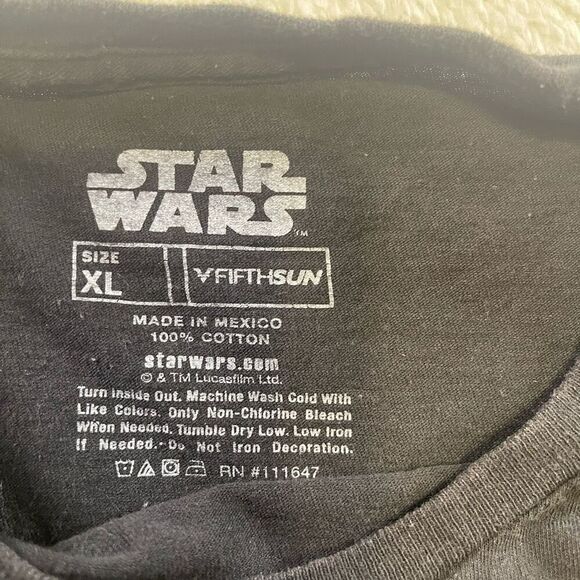 STAR
WARS™
SIZE
XL
FIFTHSUN
MADE IN MEXICO
100% COTTON
starwars.com
© & TM Lucasfilm Ltd.
Turn Inside Out. Machine Wash Cold With
Like Colors. Only Non-Chlorine Bleach
When Needed. Tumble Dry Low. Low Iron
If Needed. Do Not Iron Decoration.
RN #111647